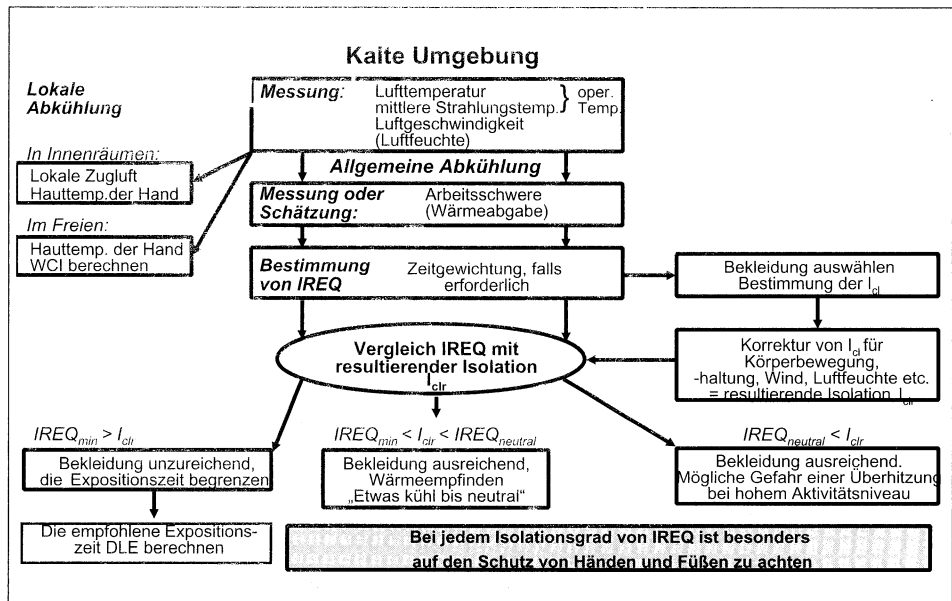 Kalte Umgebung
Lokale
Abkühlung
Messung: Lufttemperatur
mittlere Strahlungstemp.
Luftgeschwindigkeit
(Luftfeuchte)
} oper.
Temp.
In Innenräumen:
Lokale Zugluft
Hauttemp.der Hand
Im Freien:
Hauttemp. der Hand
WCI berechnen
Allgemeine Abkühlung
Messung oder
Schätzung:
Arbeitsschwere
(Wärmeabgabe)
Bestimmung
von IREQ
Zeitgewichtung, falls
erforderlich
Bekleidung auswählen
Bestimmung der Icl
Korrektur von Icl für
Körperbewegung,
-haltung, Wind, Luftfeuchte etc.
= resultierende Isolation Iclr
Vergleich IREQ mit
resultierender Isolation
Iclr
IREQmin > Iclr
Bekleidung unzureichend,
die Expositionszeit begrenzen
Die empfohlene Expositions-
zeit DLE berechnen
IREQmin < Iclr < IREQneutral
Bekleidung ausreichend,
Wärmeempfinden
„Etwas kühl bis neutral“
IREQneutral < Iclr
Bekleidung ausreichend.
Mögliche Gefahr einer Überhitzung
bei hohem Aktivitätsniveau
Bei jedem Isolationsgrad von IREQ ist besonders
auf den Schutz von Händen und Füßen zu achten